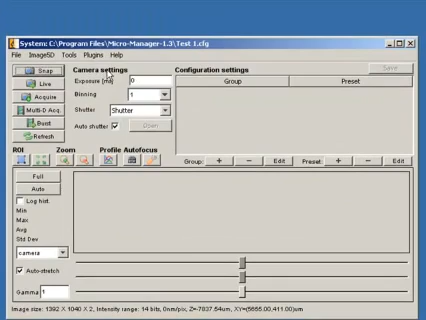 System: C:\Program Files\Micro-Manager-1.3\Test 1.cfg
File Image5D Tools Plugins Help
Snap Camera settings Configuration settings Save
Live Exposure [ms] 0 Group Preset
Acquire Binning 1
Multi-D Acq. Shutter Shutter
Burst Auto shutter Open
Refresh
ROI Zoom Profile Autofocus
Group: + - Edit Preset: + - Edit
Full
Auto
Log hist.
Min
Max
Avg
Std Dev
camera
Auto-stretch
Gamma 1
Image size: 1392 X 1040 X 2, Intensity range: 14 bits, 0nm/pix, Z=-7037.54um, XY=(5655.00,411.00)um